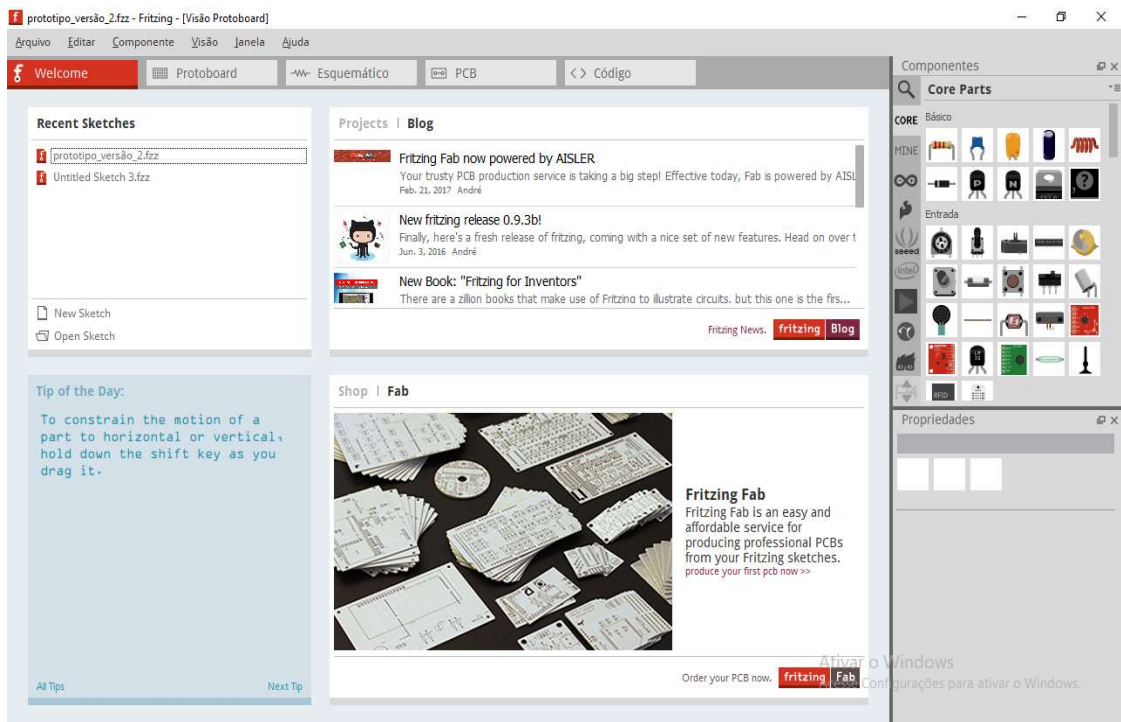 prototipo_versão_2.fzz - Fritzing - [Visão Protoboard]
Arquivo Editar Componente Visão Janela Ajuda
Welcome Protoboard Esquemático PCB Código
Recent Sketches
prototipo_versão_2.fzz
Untitled Sketch 3.fzz
New Sketch
Open Sketch
Projects | Blog
Fritzing Fab now powered by AISLER
Your trusty PCB production service is taking a big step! Effective today, Fab is powered by AISL
Feb. 21, 2017 André
New fritzing release 0.9.3b!
Finally, here's a fresh release of fritzing, coming with a nice set of new features. Head on over t
Jun. 3, 2016 André
New Book: "Fritzing for Inventors"
There are a zillion books that make use of Fritzing to illustrate circuits, but this one is the firs...
Fritzing News. fritzing Blog
Tip of the Day:
To constrain the motion of a
part to horizontal or vertical,
hold down the shift key as you
drag it.
All Tips Next Tip
Shop | Fab
Fritzing Fab
Fritzing Fab is an easy and
affordable service for
producing professional PCBs
from your Fritzing sketches.
produce your first pcb now >>
Order your PCB now. fritzing Fab
Componentes
Core Parts
CORE
MINE
seeed
intel
Básico
P
N
?
Entrada
RFID
Propriedades
Ativar o Windows
Acesse Configurações para ativar o Windows.